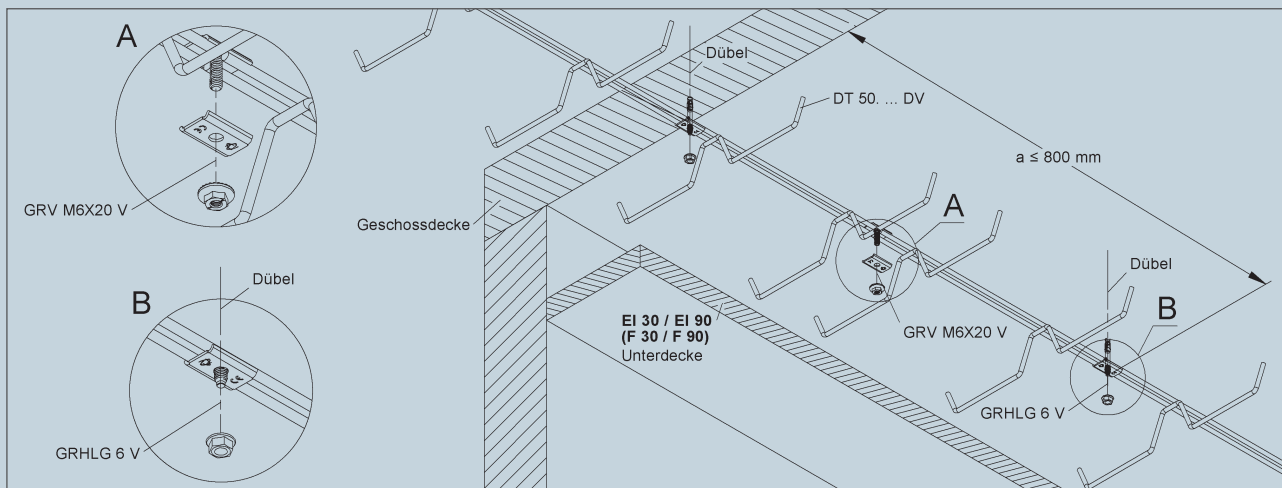 A
GRV M6X20 V
B
Dübel
GRHLG 6 V
Dübel
DT 50. ... DV
a ≤ 800 mm
Geschossdecke
A
GRV M6X20 V
EI 30 / EI 90
(F 30 / F 90)
Unterdecke
Dübel
B
GRHLG 6 V